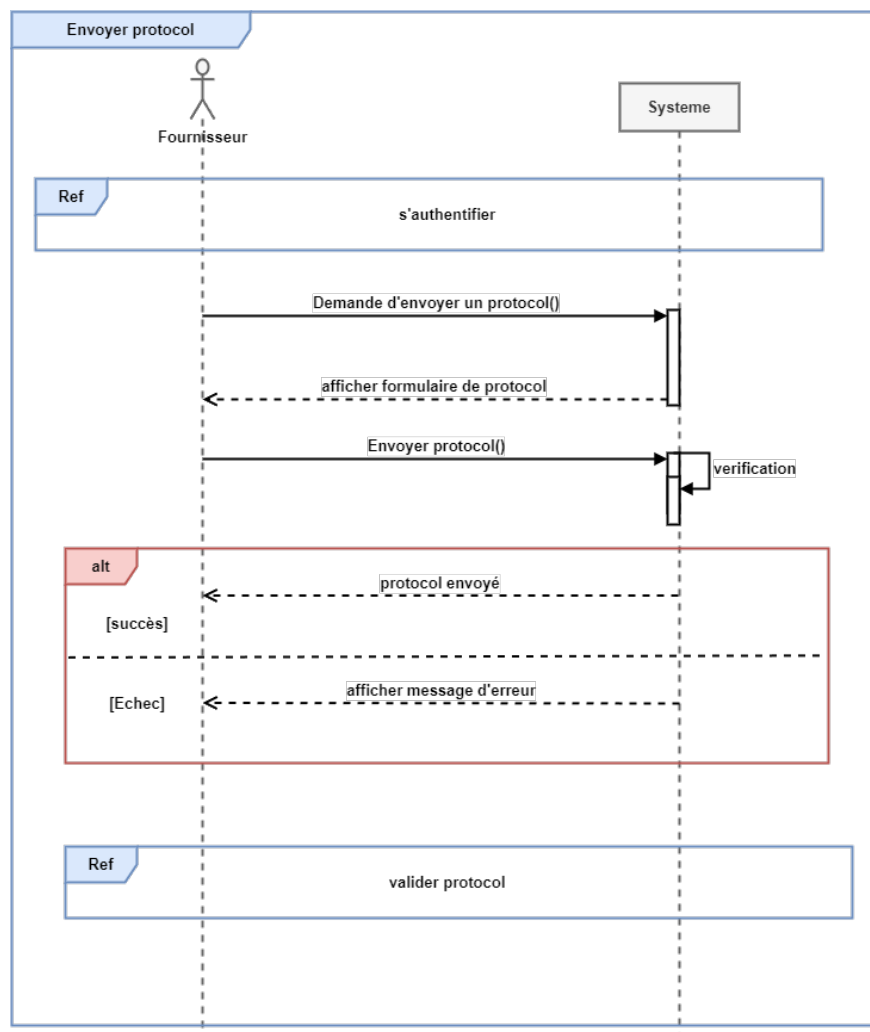 Envoyer protocol
Fournisseur
Systeme
Ref
s'authentifier
Demande d'envoyer un protocol()
afficher formulaire de protocol
Envoyer protocol()
verification
alt
protocol envoyé
[succès]
afficher message d'erreur
[Echec]
Ref
valider protocol